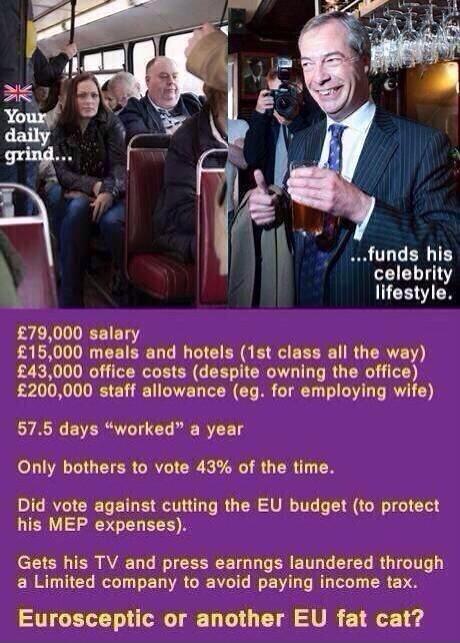 Your
daily
grind...
...funds his
celebrity
lifestyle.
£79,000 salary
£15,000 meals and hotels (1st class all the way)
£43,000 office costs (despite owning the office)
£200,000 staff allowance (eg. for employing wife)
57.5 days “worked” a year
Only bothers to vote 43% of the time.
Did vote against cutting the EU budget (to protect
his MEP expenses).
Gets his TV and press earnngs laundered through
a Limited company to avoid paying income tax.
Eurosceptic or another EU fat cat?